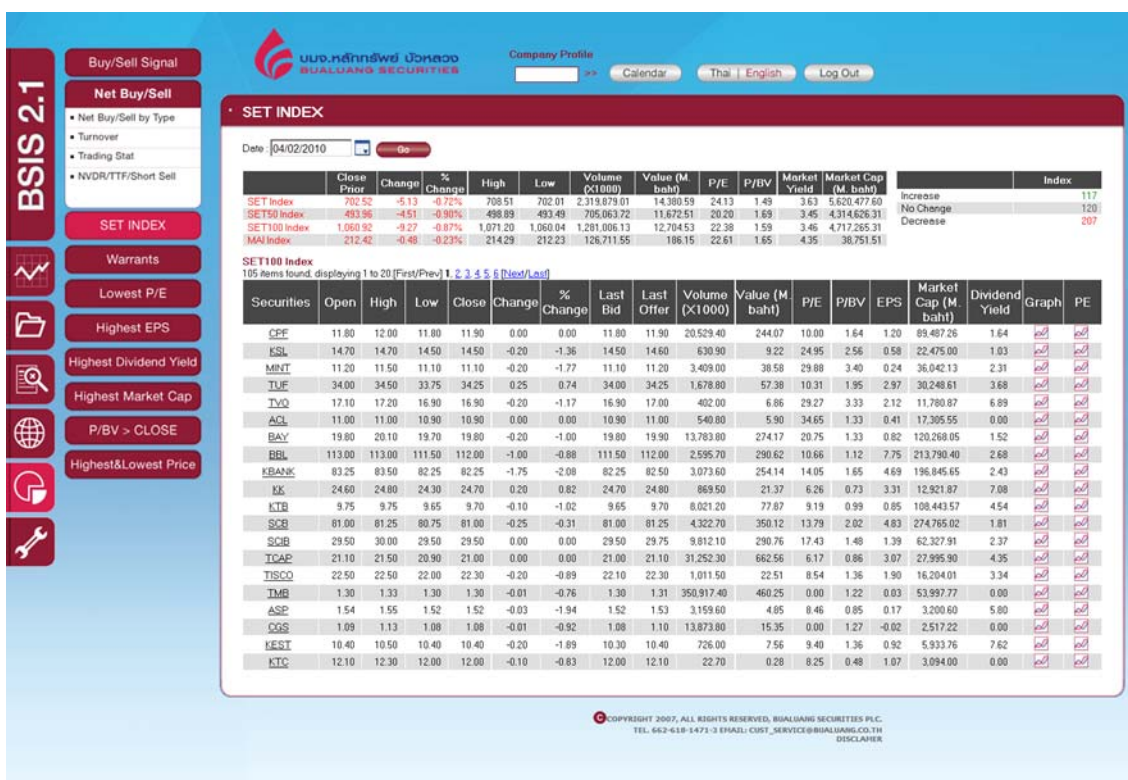 BSIS 2.1
Buy/Sell Signal
Net Buy/Sell
Net Buy/Sell by Type
Turnover
Trading Stat
NVDR/TTF/Short Sell
SET INDEX
Warrants
Lowest P/E
Highest EPS
Highest Dividend Yield
Highest Market Cap
P/BV > CLOSE
Highest&Lowest Price
บมจ.หลักทรัพย์ บัวหลวง
BUALUANG SECURITIES
Company Profile
>> Calendar Thai | English Log Out
SET INDEX
Date : 04/02/2010 Go
Close Prior Change % Change High Low Volume (X1000) Value (M. baht) P/E P/BV Market Yield Market Cap (M. baht)
SET Index 702.52 -5.13 -0.72% 708.51 702.01 2,319,879.01 14,380.59 24.13 1.49 3.63 5,620,477.60
SET50 Index 493.96 -4.51 -0.90% 498.89 493.49 705,063.72 11,672.51 20.20 1.69 3.45 4,314,626.31
SET100 Index 1,060.92 -9.27 -0.87% 1,071.20 1,060.04 1,281,006.13 12,704.53 22.38 1.59 3.46 4,717,265.31
MAI Index 212.42 -0.48 -0.23% 214.29 212.23 126,711.55 186.15 22.61 1.65 4.35 38,751.51
Index
Increase 117
No Change 120
Decrease 207
SET100 Index
105 items found, displaying 1 to 20.[First/Prev] 1, 2, 3, 4, 5, 6 [Next/Last]
Securities Open High Low Close Change % Change Last Bid Last Offer Volume (X1000) Value (M. baht) P/E P/BV EPS Market Cap (M. baht) Dividend Yield Graph PE
CPF 11.80 12.00 11.80 11.90 0.00 0.00 11.80 11.90 20,529.40 244.07 10.00 1.64 1.20 89,487.26 1.64
KSL 14.70 14.70 14.50 14.50 -0.20 -1.36 14.50 14.60 630.90 9.22 24.95 2.56 0.58 22,475.00 1.03
MINT 11.20 11.50 11.10 11.10 -0.20 -1.77 11.10 11.20 3,409.00 38.58 29.88 3.40 0.24 36,042.13 2.31
TUF 34.00 34.50 33.75 34.25 0.25 0.74 34.00 34.25 1,678.80 57.38 10.31 1.95 2.97 30,248.61 3.68
TVO 17.10 17.20 16.90 16.90 -0.20 -1.17 16.90 17.00 402.00 6.86 29.27 3.33 2.12 11,780.87 6.89
ACL 11.00 11.00 10.90 10.90 0.00 0.00 10.90 11.00 540.80 5.90 34.65 1.33 0.41 17,305.55 0.00
BAY 19.80 20.10 19.70 19.80 -0.20 -1.00 19.80 19.90 13,783.80 274.17 20.75 1.33 0.82 120,268.05 1.52
BBL 113.00 113.00 111.50 112.00 -1.00 -0.88 111.50 112.00 2,595.70 290.62 10.66 1.12 7.75 213,790.40 2.68
KBANK 83.25 83.50 82.25 82.25 -1.75 -2.08 82.25 82.50 3,073.60 254.14 14.05 1.65 4.69 196,845.65 2.43
KK 24.60 24.80 24.30 24.70 0.20 0.82 24.70 24.80 869.50 21.37 6.26 0.73 3.31 12,921.87 7.08
KTB 9.75 9.75 9.65 9.70 -0.10 -1.02 9.65 9.70 8,021.20 77.87 9.19 0.99 0.85 108,443.57 4.54
SCB 81.00 81.25 80.75 81.00 -0.25 -0.31 81.00 81.25 4,322.70 350.12 13.79 2.02 4.83 274,765.02 1.81
SCIB 29.50 30.00 29.50 29.50 0.00 0.00 29.50 29.75 9,812.10 290.76 17.43 1.48 1.39 62,327.91 2.37
TCAP 21.10 21.50 20.90 21.00 0.00 0.00 21.00 21.10 31,252.30 662.56 6.17 0.86 3.07 27,995.90 4.35
TISCO 22.50 22.50 22.00 22.30 -0.20 -0.89 22.10 22.30 1,011.50 22.51 8.54 1.36 1.90 16,204.01 3.34
TMB 1.30 1.33 1.30 1.30 -0.01 -0.76 1.30 1.31 350,917.40 460.25 0.00 1.22 0.03 53,997.77 0.00
ASP 1.54 1.55 1.52 1.52 -0.03 -1.94 1.52 1.53 3,159.60 4.85 8.46 0.85 0.17 3,200.60 5.80
CGS 1.09 1.13 1.08 1.08 -0.01 -0.92 1.08 1.10 13,873.80 15.35 0.00 1.27 -0.02 2,517.22 0.00
KEST 10.40 10.50 10.40 10.40 -0.20 -1.89 10.30 10.40 726.00 7.56 9.40 1.36 0.92 5,933.76 7.62
KTC 12.10 12.30 12.00 12.00 -0.10 -0.83 12.00 12.10 22.70 0.28 8.25 0.48 1.07 3,094.00 0.00
COPYRIGHT 2007, ALL RIGHTS RESERVED, BUALUANG SECURITIES PLC.
TEL. 662-618-1471-3 EMAIL: CUST_SERVICE@BUALUANG.CO.TH
DISCLAMER